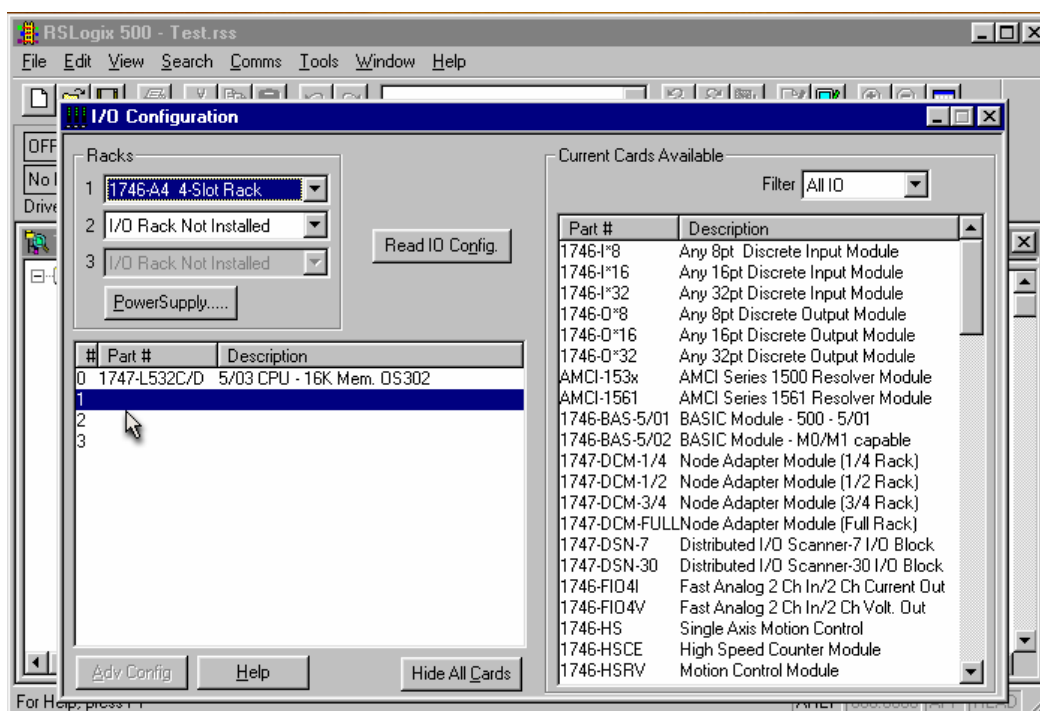 RSLogix 500 - Test.rss
File Edit View Search Comms Tools Window Help
I/O Configuration
OFF
No
Drive
Racks
1 1746-A4 4-Slot Rack
2 I/O Rack Not Installed
3 I/O Rack Not Installed
PowerSupply.....
Read IO Config.
# Part # Description
0 1747-L532C/D 5/03 CPU - 16K Mem. OS302
1
2
3
Adv Config Help Hide All Cards
Current Cards Available
Filter All IO
Part # Description
1746-I*8 Any 8pt Discrete Input Module
1746-I*16 Any 16pt Discrete Input Module
1746-I*32 Any 32pt Discrete Input Module
1746-O*8 Any 8pt Discrete Output Module
1746-O*16 Any 16pt Discrete Output Module
1746-O*32 Any 32pt Discrete Output Module
AMCI-153x AMCI Series 1500 Resolver Module
AMCI-1561 AMCI Series 1561 Resolver Module
1746-BAS-5/01 BASIC Module - 500 - 5/01
1746-BAS-5/02 BASIC Module - M0/M1 capable
1747-DCM-1/4 Node Adapter Module (1/4 Rack)
1747-DCM-1/2 Node Adapter Module (1/2 Rack)
1747-DCM-3/4 Node Adapter Module (3/4 Rack)
1747-DCM-FULL Node Adapter Module (Full Rack)
1747-DSN-7 Distributed I/O Scanner-7 I/O Block
1747-DSN-30 Distributed I/O Scanner-30 I/O Block
1746-FIO4I Fast Analog 2 Ch In/2 Ch Current Out
1746-FIO4V Fast Analog 2 Ch In/2 Ch Volt. Out
1746-HS Single Axis Motion Control
1746-HSCE High Speed Counter Module
1746-HSRV Motion Control Module
For Help, press F1